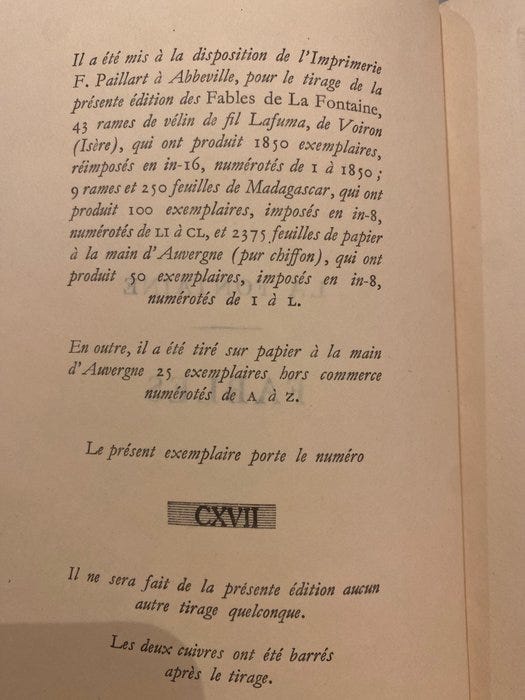 Il a été mis à la disposition de l'Imprimerie
F. Paillart à Abbeville, pour le tirage de la
présente édition des Fables de La Fontaine,
43 rames de vélin de fil Lafuma, de Voiron
(Isère), qui ont produit 1850 exemplaires,
réimposés en in-16, numérotés de 1 à 1850 ;
9 rames et 250 feuilles de Madagascar, qui ont
produit 100 exemplaires, imposés en in-8,
numérotés de LI à CL, et 2375 feuilles de papier
à la main d'Auvergne (pur chiffon), qui ont
produit 50 exemplaires, imposés en in-8,
numérotés de I à L.
En outre, il a été tiré sur papier à la main
d'Auvergne 25 exemplaires hors commerce
numérotés de A à Z.
Le présent exemplaire porte le numéro
CXVII
Il ne sera fait de la présente édition aucun
autre tirage quelconque.
Les deux cuivres ont été barrés
après le tirage.